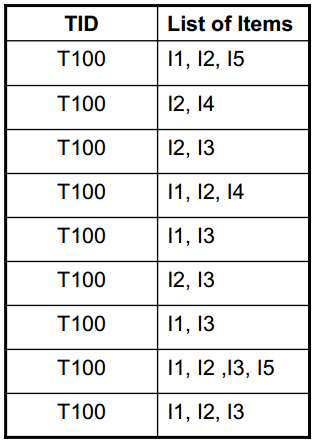 TID List of Items
T100 I1, I2, I5
T100 I2, I4
T100 I2, I3
T100 I1, I2, I4
T100 I1, I3
T100 I2, I3
T100 I1, I3
T100 I1, I2 ,I3, I5
T100 I1, I2, I3